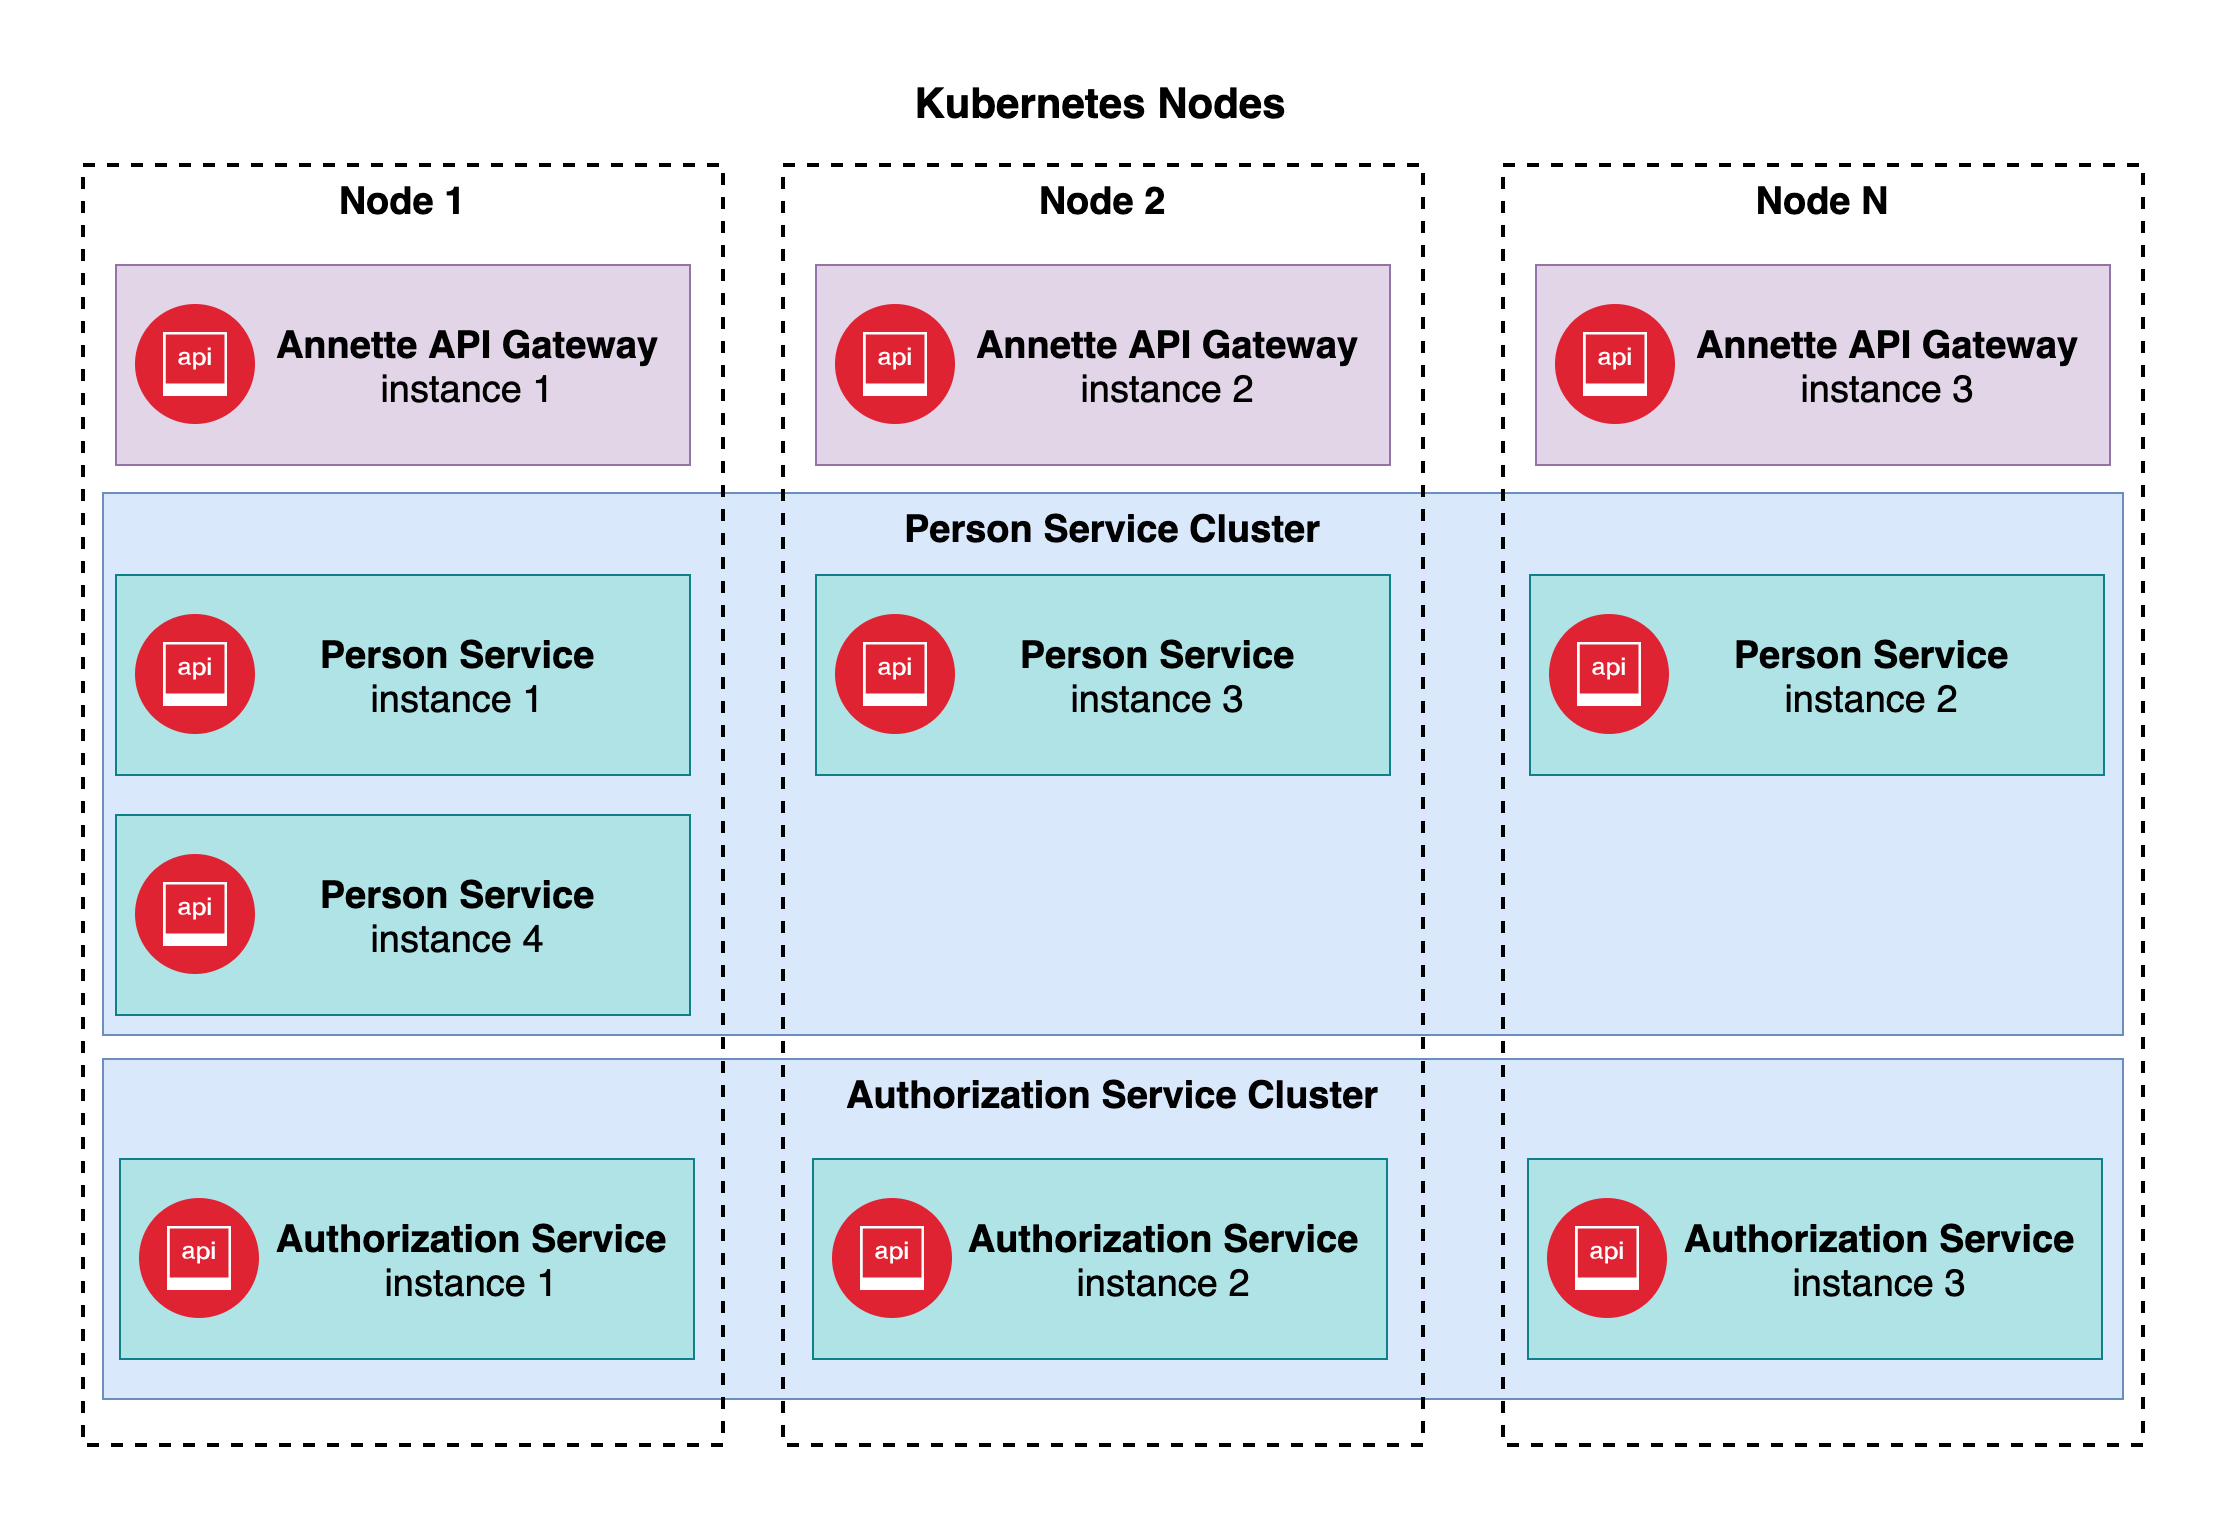 Kubernetes Nodes
Node 1
Node 2
Node N
api
Annette API Gateway
instance 1
api
Annette API Gateway
instance 2
api
Annette API Gateway
instance 3
Person Service Cluster
api
Person Service
instance 1
api
Person Service
instance 3
api
Person Service
instance 2
api
Person Service
instance 4
Authorization Service Cluster
api
Authorization Service
instance 1
api
Authorization Service
instance 2
api
Authorization Service
instance 3